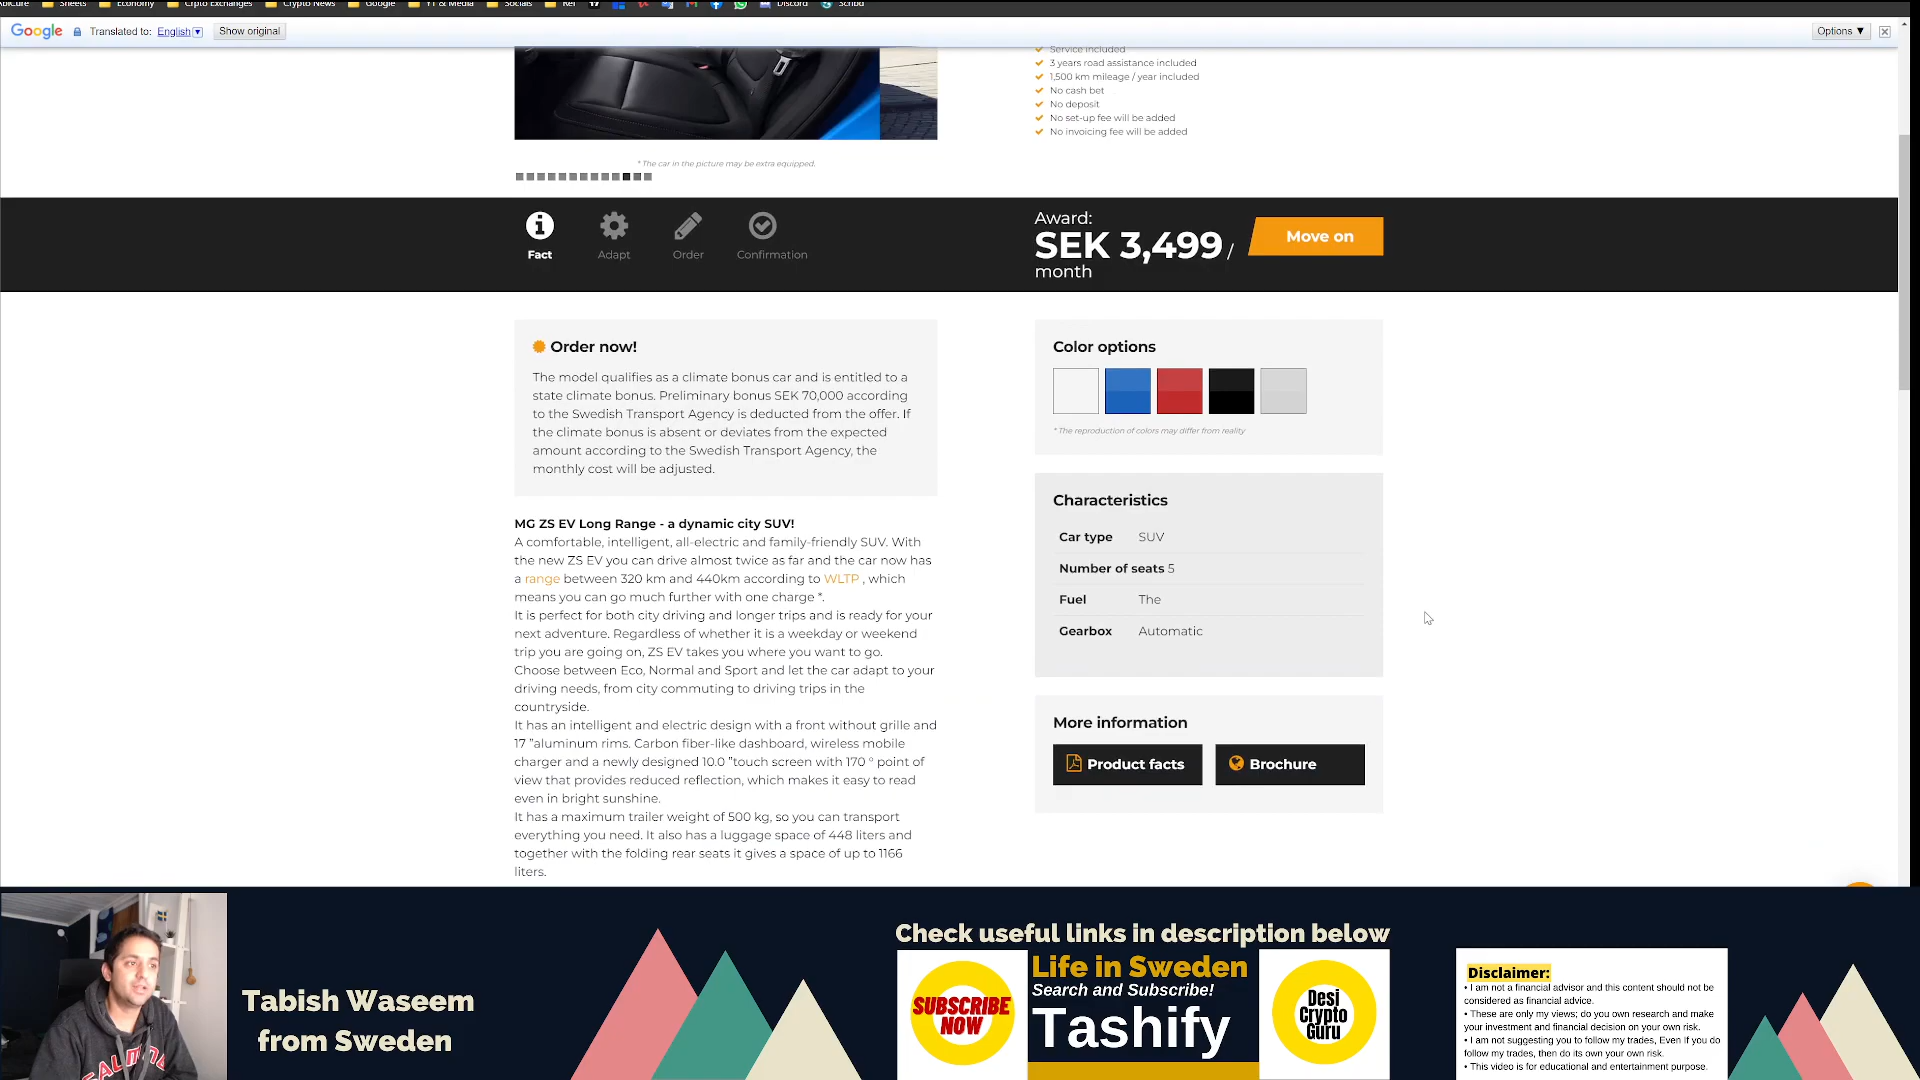 Sheets
Economy
Crpto Exchanges
Crypto News
Google
YT & Media
Socials
Discord
Scribd
Google Translated to: English ▼ Show original
Options ▼
Service included
3 years road assistance included
1,500 km mileage / year included
No cash bet
No deposit
No set-up fee will be added
No invoicing fee will be added
* The car in the picture may be extra equipped.
Fact
Adapt
Order
Confirmation
Award:
SEK 3,499 /
month
Move on
Order now!
The model qualifies as a climate bonus car and is entitled to a
state climate bonus. Preliminary bonus SEK 70,000 according
to the Swedish Transport Agency is deducted from the offer. If
the climate bonus is absent or deviates from the expected
amount according to the Swedish Transport Agency, the
monthly cost will be adjusted.
MG ZS EV Long Range - a dynamic city SUV!
A comfortable, intelligent, all-electric and family-friendly SUV. With
the new ZS EV you can drive almost twice as far and the car now has
a range between 320 km and 440km according to WLTP , which
means you can go much further with one charge *.
It is perfect for both city driving and longer trips and is ready for your
next adventure. Regardless of whether it is a weekday or weekend
trip you are going on, ZS EV takes you where you want to go.
Choose between Eco, Normal and Sport and let the car adapt to your
driving needs, from city commuting to driving trips in the
countryside.
It has an intelligent and electric design with a front without grille and
17 "aluminum rims. Carbon fiber-like dashboard, wireless mobile
charger and a newly designed 10.0 "touch screen with 170 ° point of
view that provides reduced reflection, which makes it easy to read
even in bright sunshine.
It has a maximum trailer weight of 500 kg, so you can transport
everything you need. It also has a luggage space of 448 liters and
together with the folding rear seats it gives a space of up to 1166
liters.
Color options
* The reproduction of colors may differ from reality
Characteristics
Car type SUV
Number of seats 5
Fuel The
Gearbox Automatic
More information
Product facts
Brochure
Tabish Waseem
from Sweden
Check useful links in description below
SUBSCRIBE
NOW
Life in Sweden
Search and Subscribe!
Tashify
Desi
Crypto
Guru
Disclaimer:
• I am not a financial advisor and this content should not be
considered as financial advice.
• These are only my views; do you own research and make
your investment and financial decision on your own risk.
• I am not suggesting you to follow my trades, Even If you do
follow my trades, then do its own your own risk.
• This video is for educational and entertainment purpose.